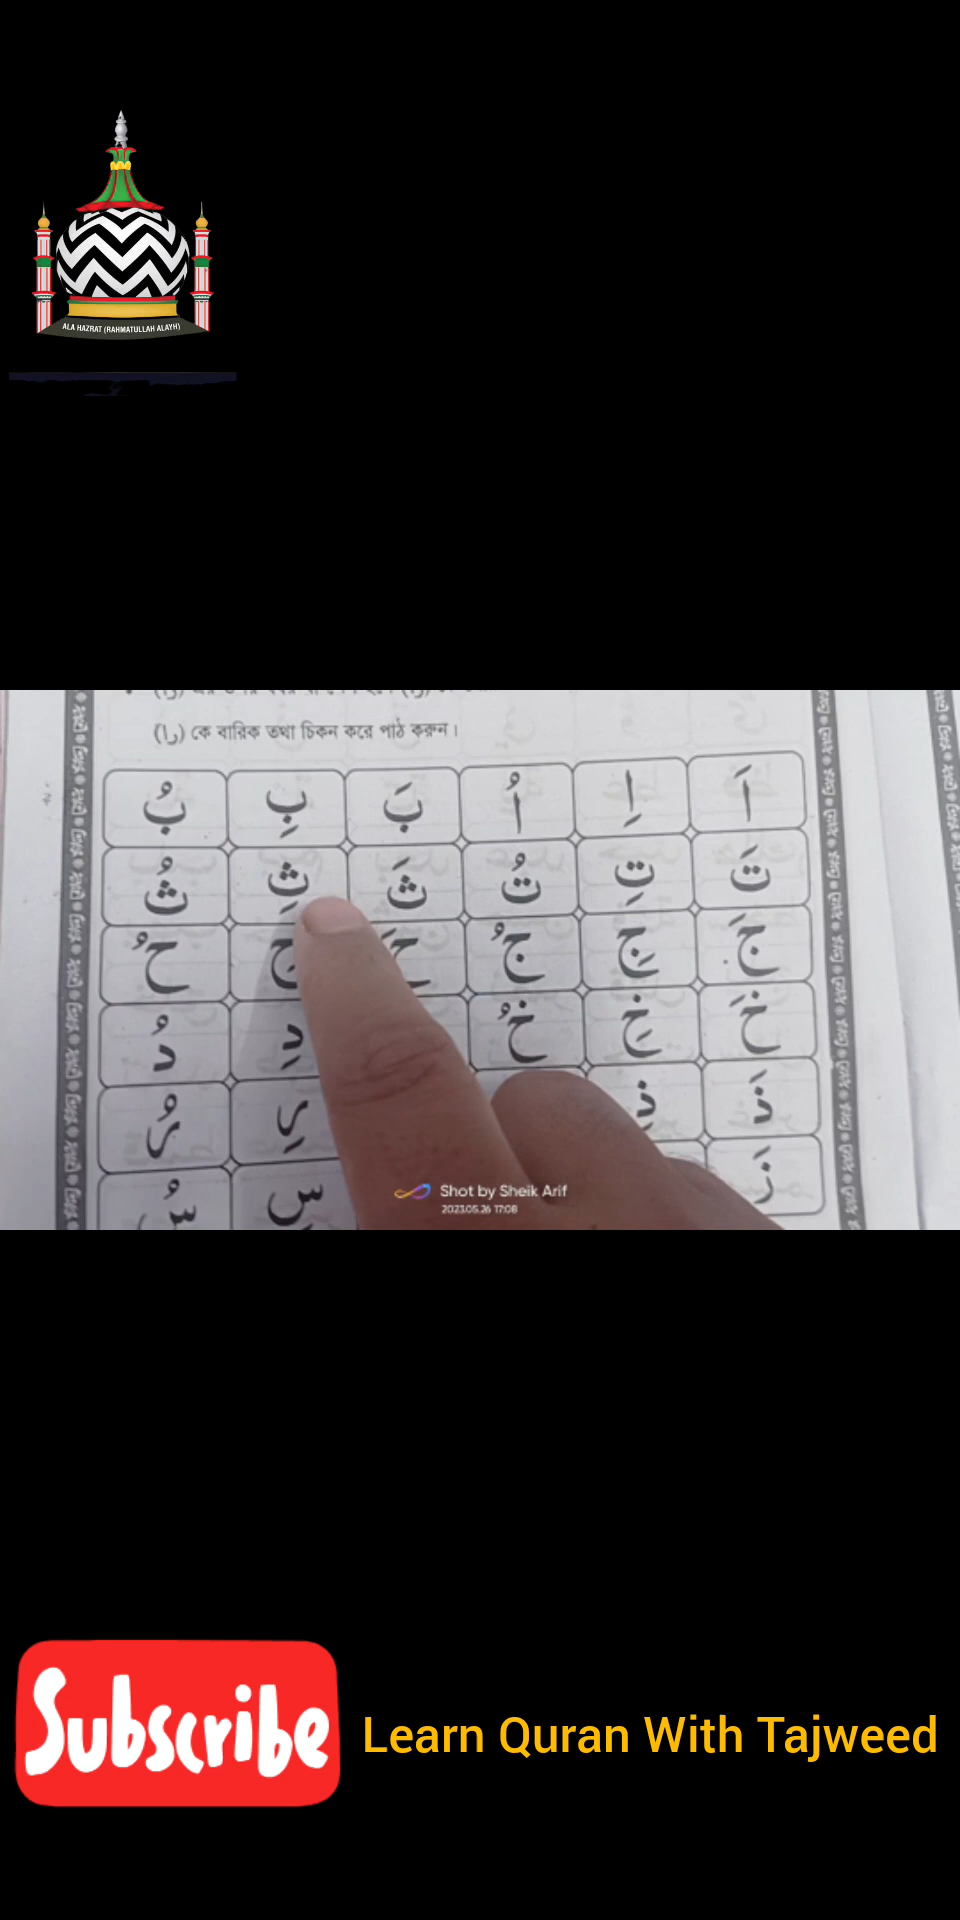 ALA HAZRAT (RAHMATULLAH ALAYH)
(رِ) কে বারিক তথা চিকন করে পাঠ করুন।
اَ اِ اُ بَ بِ بُ
تَ تِ تُ ثَ ثِ ثُ
جَ جِ جُ حَ حُ
خَ خِ خُ دِ دُ
ذَ ذِ رِ رُ
زَ سِ سُ
Shot by Sheik Arif
2023.05.26 17:08
Subscribe
Learn Quran With Tajweed